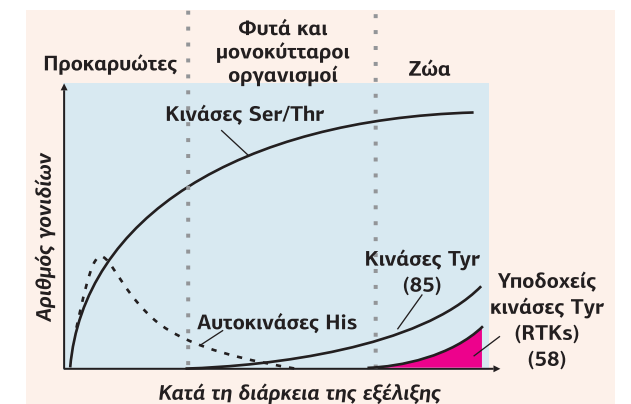 Προκαρυώτες
Φυτά και
μονοκύτταροι
οργανισμοί
Ζώα
Κινάσες Ser/Thr
Αριθμός γονιδίων
Κινάσες Tyr
(85)
Υποδοχείς
κινάσες Tyr
(RTKs)
(58)
Αυτοκινάσες His
Κατά τη διάρκεια της εξέλιξης